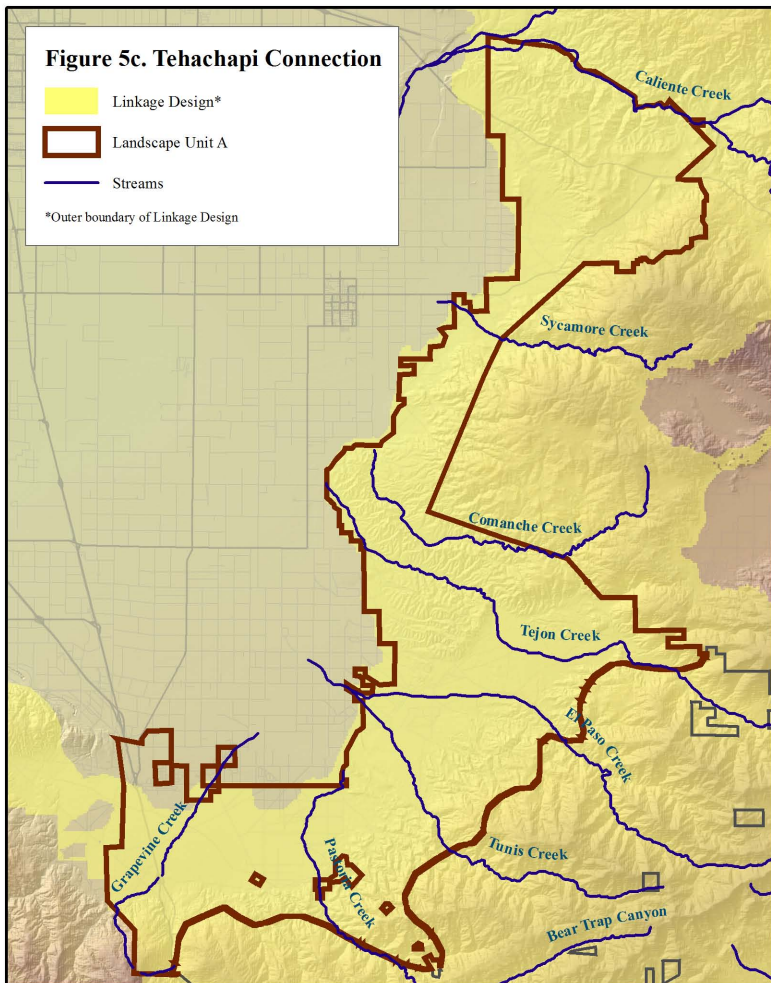 Figure 5c. Tehachapi Connection
Linkage Design*
Landscape Unit A
Streams
*Outer boundary of Linkage Design
Caliente Creek
Sycamore Creek
Comanche Creek
Tejon Creek
El Paso Creek
Grapevine Creek
Pastoria Creek
Tunis Creek
Bear Trap Canyon